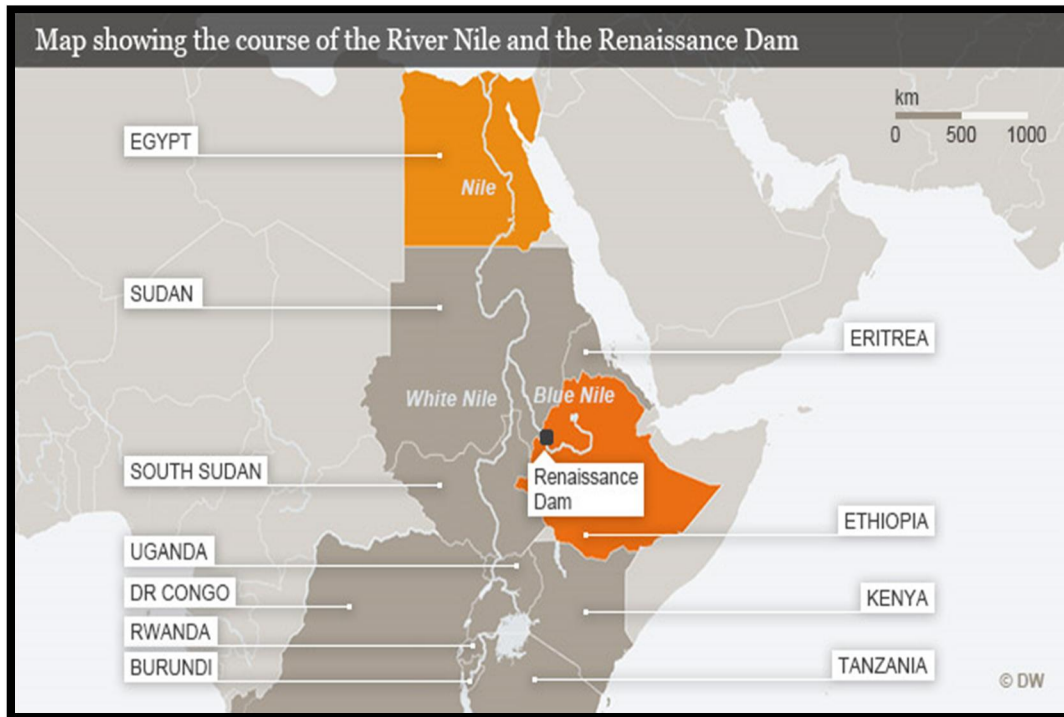 Map showing the course of the River Nile and the Renaissance Dam
km
0 500 1000
EGYPT
Nile
SUDAN
ERITREA
White Nile
Blue Nile
SOUTH SUDAN
Renaissance
Dam
ETHIOPIA
UGANDA
DR CONGO
KENYA
RWANDA
BURUNDI
TANZANIA
© DW